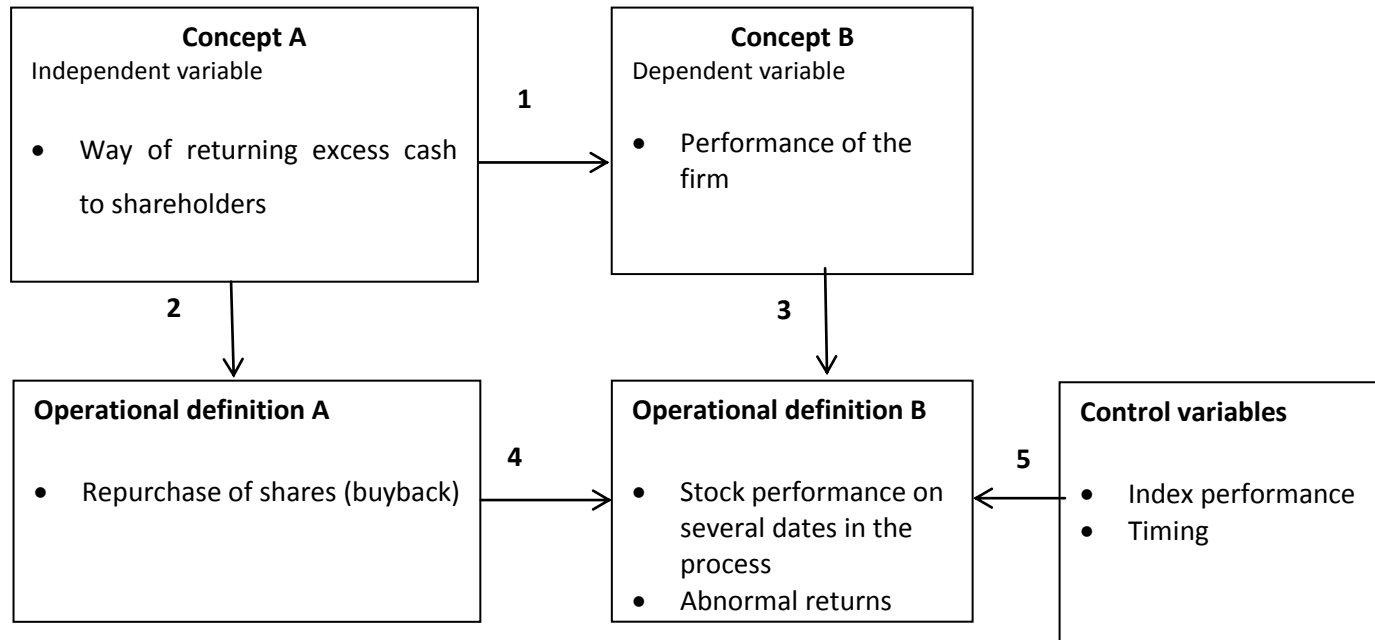 Concept A
Independent variable
• Way of returning excess cash
to shareholders
1
Concept B
Dependent variable
• Performance of the
firm
2
3
Operational definition A
• Repurchase of shares (buyback)
4
Operational definition B
• Stock performance on
several dates in the
process
• Abnormal returns
5
Control variables
• Index performance
• Timing